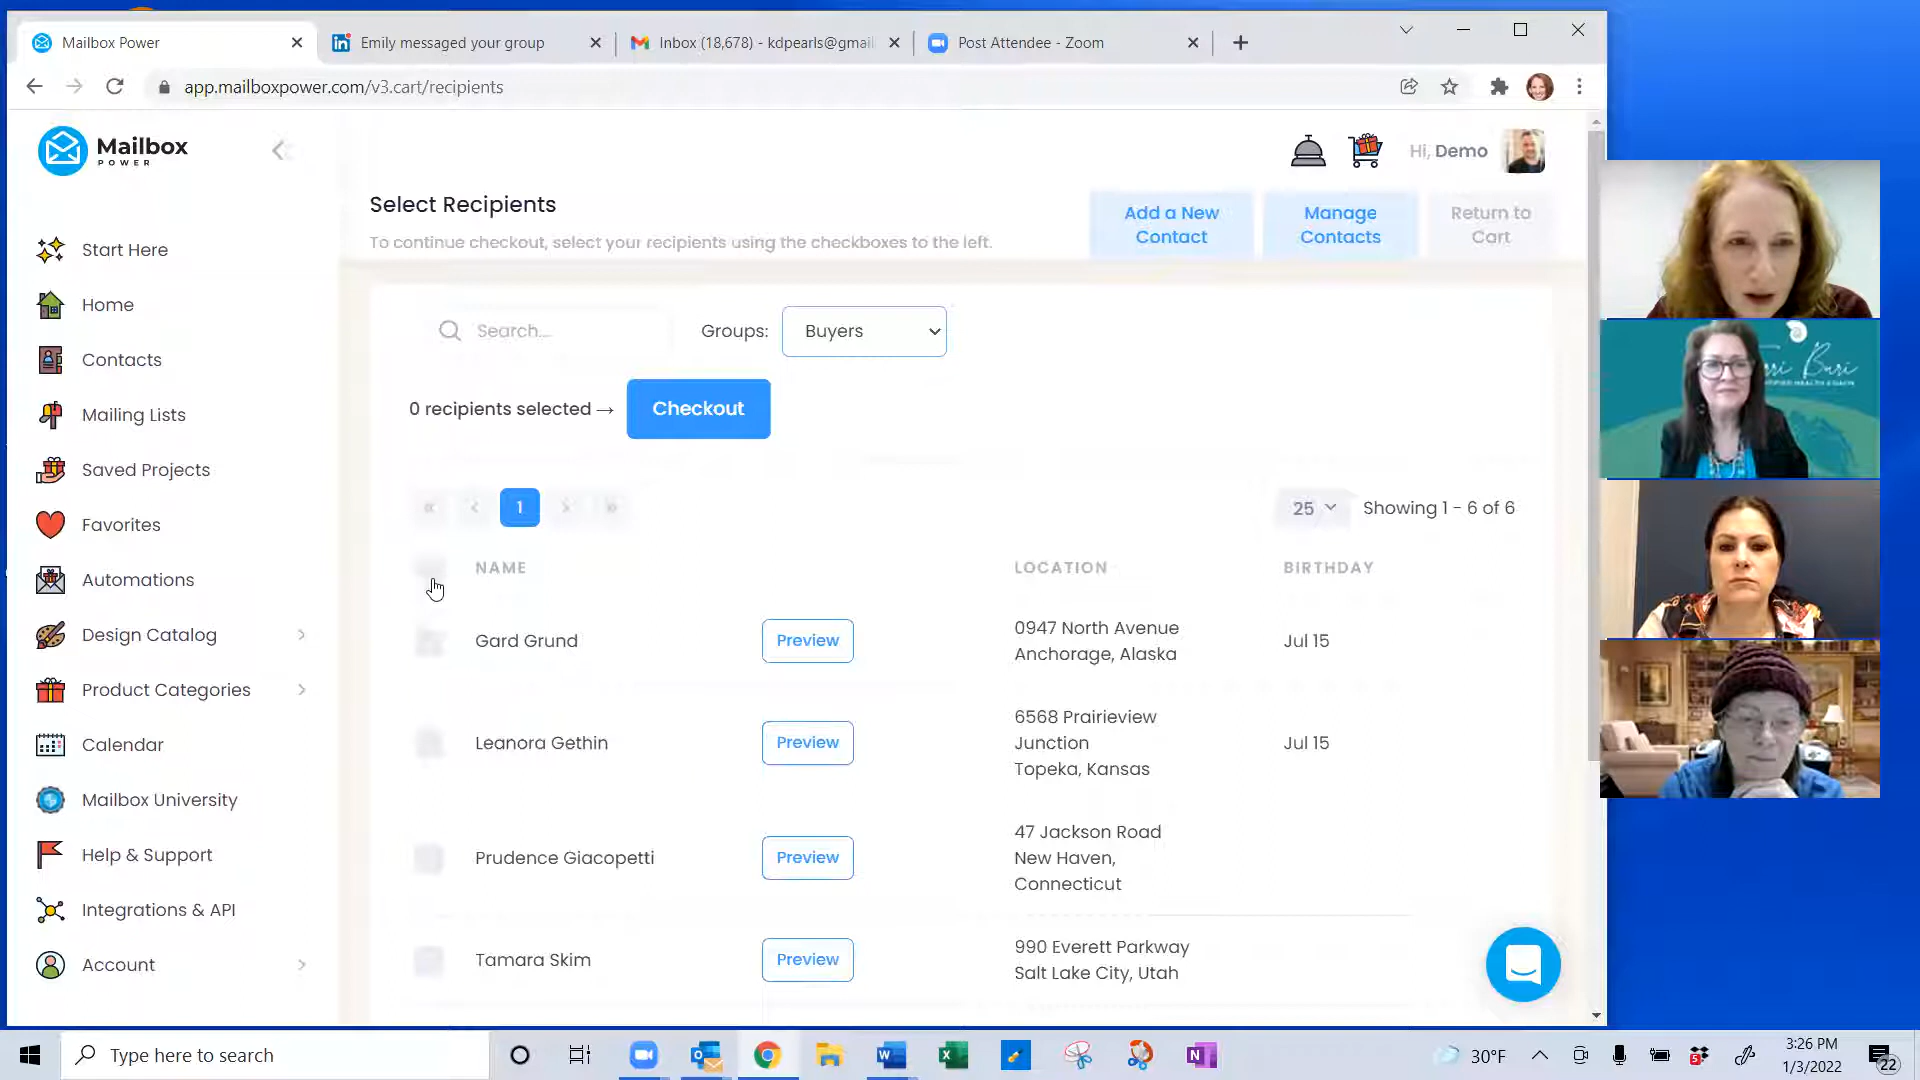 Mailbox Power
Emily messaged your group
Inbox (18,678) - kdpearls@gmail
Post Attendee - Zoom
app.mailboxpower.com/v3.cart/recipients
Mailbox
POWER
Hi, Demo
Select Recipients
To continue checkout, select your recipients using the checkboxes to the left.
Add a New
Contact
Manage
Contacts
Return to
Cart
Start Here
Home
Contacts
Mailing Lists
Saved Projects
Favorites
Automations
Design Catalog
Product Categories
Calendar
Mailbox University
Help & Support
Integrations & API
Account
Search...
Groups:
Buyers
0 recipients selected →
Checkout
« ‹ 1 › »
25
Showing 1 - 6 of 6
NAME
LOCATION
BIRTHDAY
Gard Grund
Preview
0947 North Avenue
Anchorage, Alaska
Jul 15
Leanora Gethin
Preview
6568 Prairieview
Junction
Topeka, Kansas
Jul 15
Prudence Giacopetti
Preview
47 Jackson Road
New Haven,
Connecticut
Tamara Skim
Preview
990 Everett Parkway
Salt Lake City, Utah
Type here to search
30°F
3:26 PM
1/3/2022
22